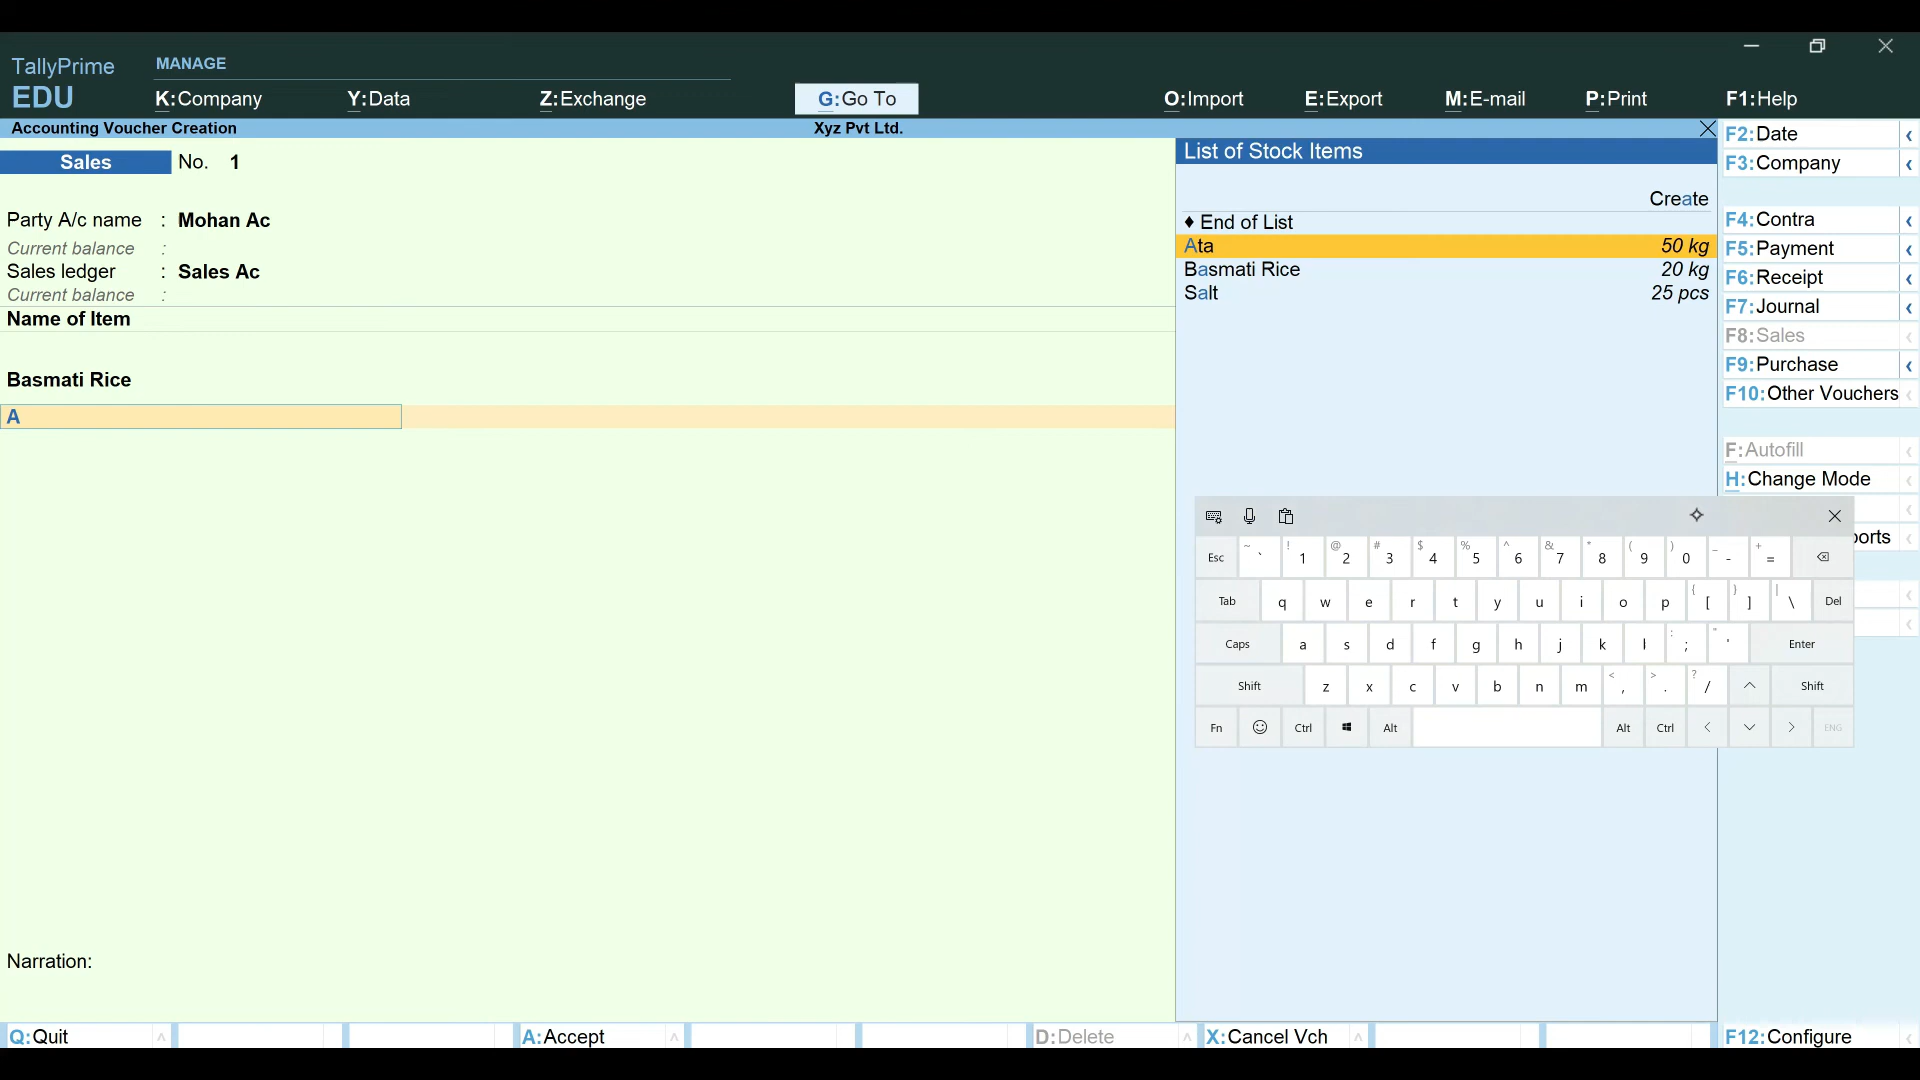 TallyPrime
EDU
MANAGE
K:Company
Y:Data
Z:Exchange
G:Go To
O:Import
E:Export
M:E-mail
P:Print
F1:Help
Accounting Voucher Creation
Xyz Pvt Ltd.
Sales No. 1
Party A/c name : Mohan Ac
Current balance :
Sales ledger : Sales Ac
Current balance :
Name of Item
Basmati Rice
A
Narration:
List of Stock Items
Create
♦ End of List
Ata 50 kg
Basmati Rice 20 kg
Salt 25 pcs
F2:Date
F3:Company
F4:Contra
F5:Payment
F6:Receipt
F7:Journal
F8:Sales
F9:Purchase
F10:Other Vouchers
F:Autofill
H:Change Mode
ports
Esc ~ ` ! 1 @ 2 # 3 $ 4 % 5 ^ 6 & 7 * 8 ( 9 ) 0 _ - + =
Tab q w e r t y u i o p { [ } ] | \ Del
Caps a s d f g h j k l : ; " ' Enter
Shift z x c v b n m < , > . ? / Shift
Fn Ctrl Alt Alt Ctrl ENG
Q:Quit
A:Accept
D:Delete
X:Cancel Vch
F12:Configure